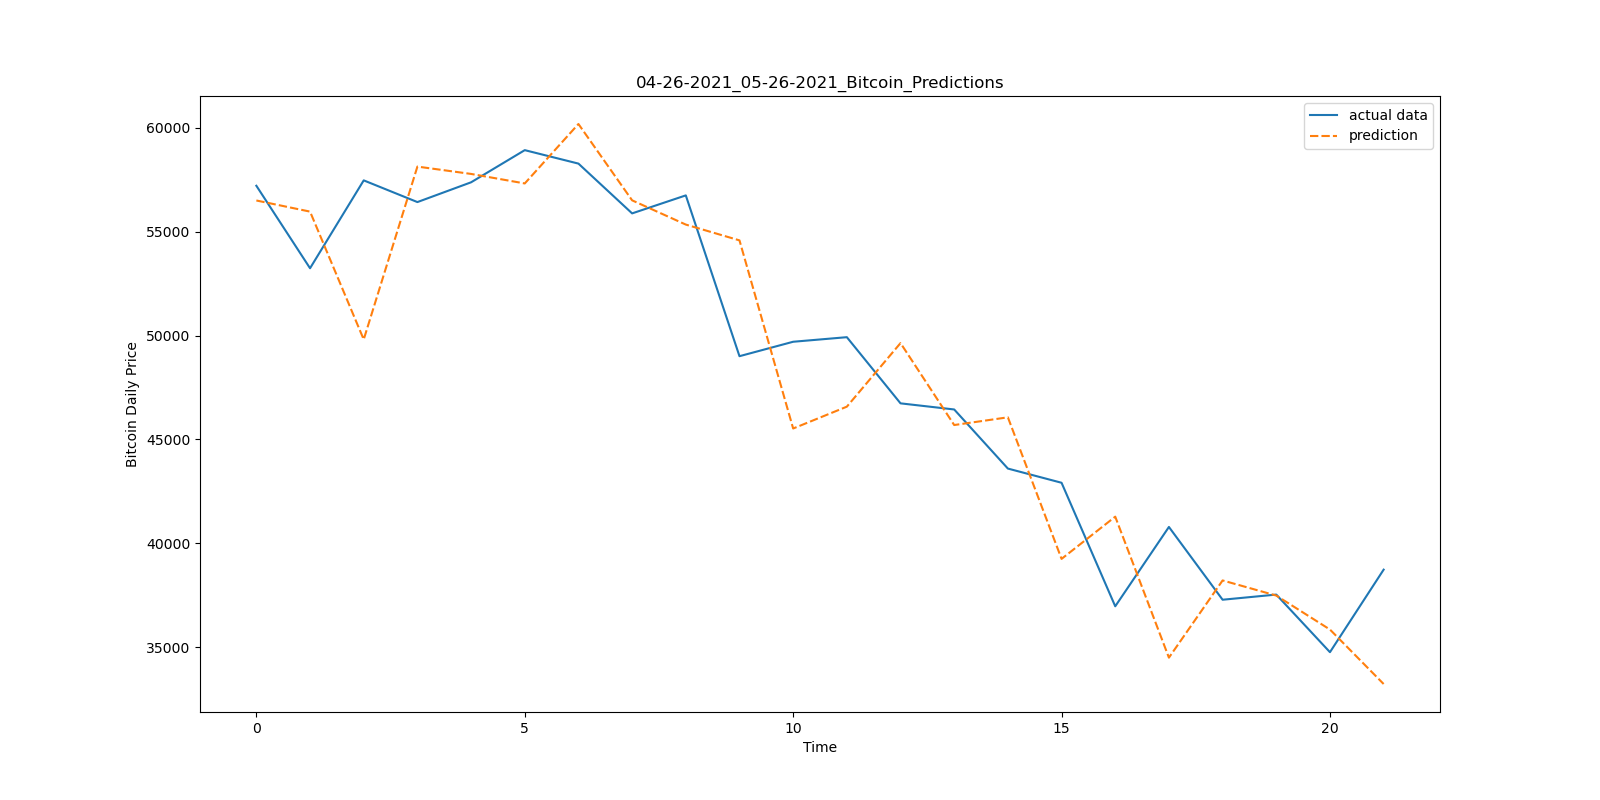 04-26-2021_05-26-2021_Bitcoin_Predictions
actual data
prediction
60000
55000
50000
45000
40000
35000
Bitcoin Daily Price
0
5
10
15
20
Time